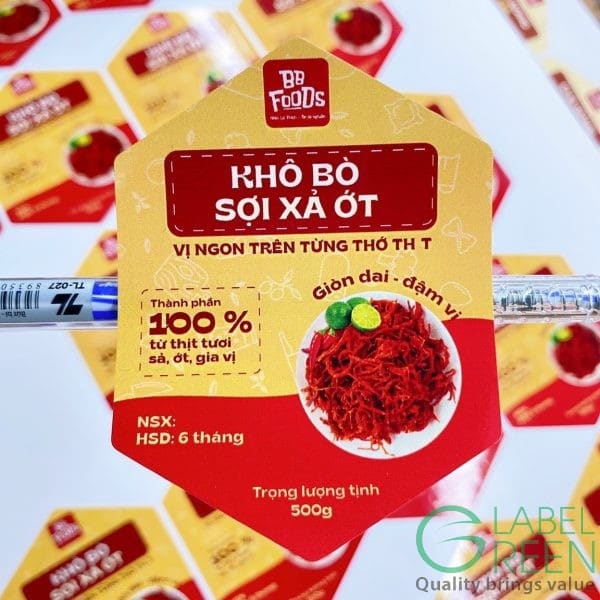 BB
FOODS
KHÔ BÒ
SỢI XẢ ỚT
VỊ NGON TRÊN TỪNG THỚ TH T
Giòn dai - đậm vị
Thành phần
100 %
từ thịt tươi
sả, ớt, gia vị
NSX:
HSD: 6 tháng
Trọng lượng tịnh
500g
TL-027
LABEL
GREEN
Quality brings value